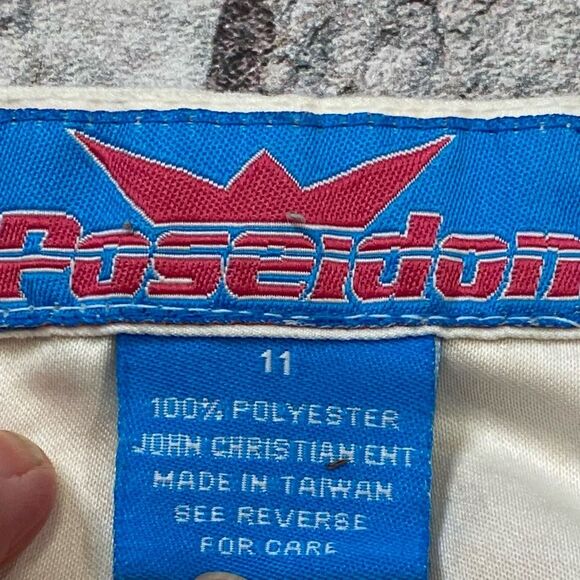 Poseidon
11
100% POLYESTER
JOHN CHRISTIAN ENT
MADE IN TAIWAN
SEE REVERSE
FOR CARE